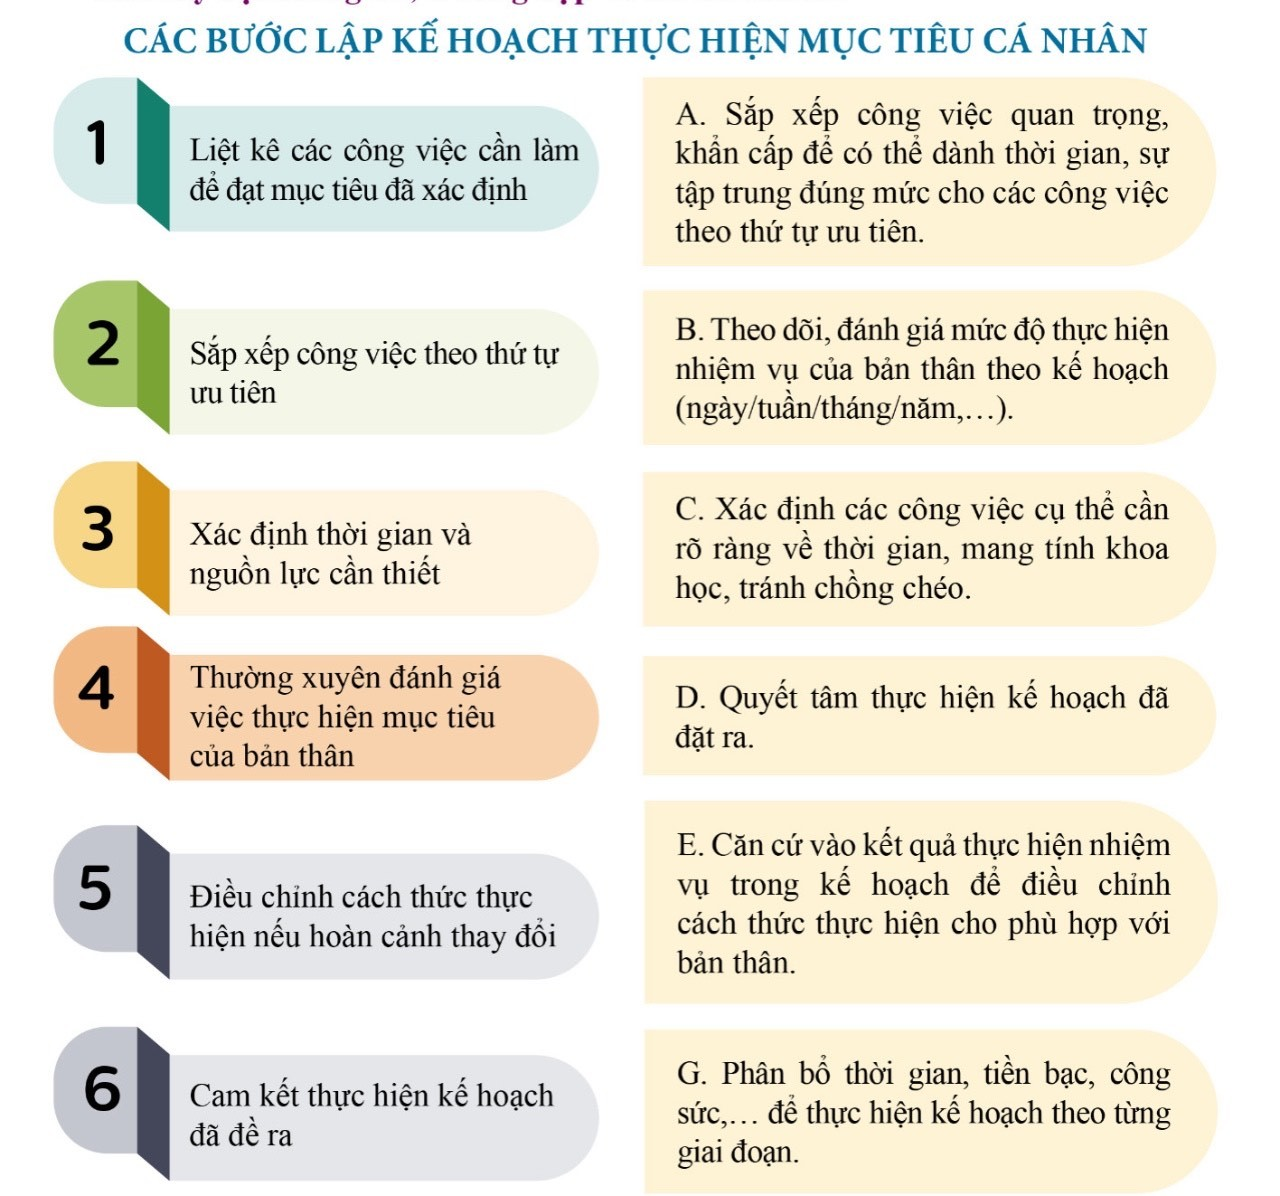 CÁC BƯỚC LẬP KẾ HOẠCH THỰC HIỆN MỤC TIÊU CÁ NHÂN
1
Liệt kê các công việc cần làm
để đạt mục tiêu đã xác định
A. Sắp xếp công việc quan trọng,
khẩn cấp để có thể dành thời gian, sự
tập trung đúng mức cho các công việc
theo thứ tự ưu tiên.
2
Sắp xếp công việc theo thứ tự
ưu tiên
B. Theo dõi, đánh giá mức độ thực hiện
nhiệm vụ của bản thân theo kế hoạch
(ngày/tuần/tháng/năm,…).
3
Xác định thời gian và
nguồn lực cần thiết
C. Xác định các công việc cụ thể cần
rõ ràng về thời gian, mang tính khoa
học, tránh chồng chéo.
4
Thường xuyên đánh giá
việc thực hiện mục tiêu
của bản thân
D. Quyết tâm thực hiện kế hoạch đã
đặt ra.
5
Điều chỉnh cách thức thực
hiện nếu hoàn cảnh thay đổi
E. Căn cứ vào kết quả thực hiện nhiệm
vụ trong kế hoạch để điều chỉnh
cách thức thực hiện cho phù hợp với
bản thân.
6
Cam kết thực hiện kế hoạch
đã đề ra
G. Phân bổ thời gian, tiền bạc, công
sức,… để thực hiện kế hoạch theo từng
giai đoạn.